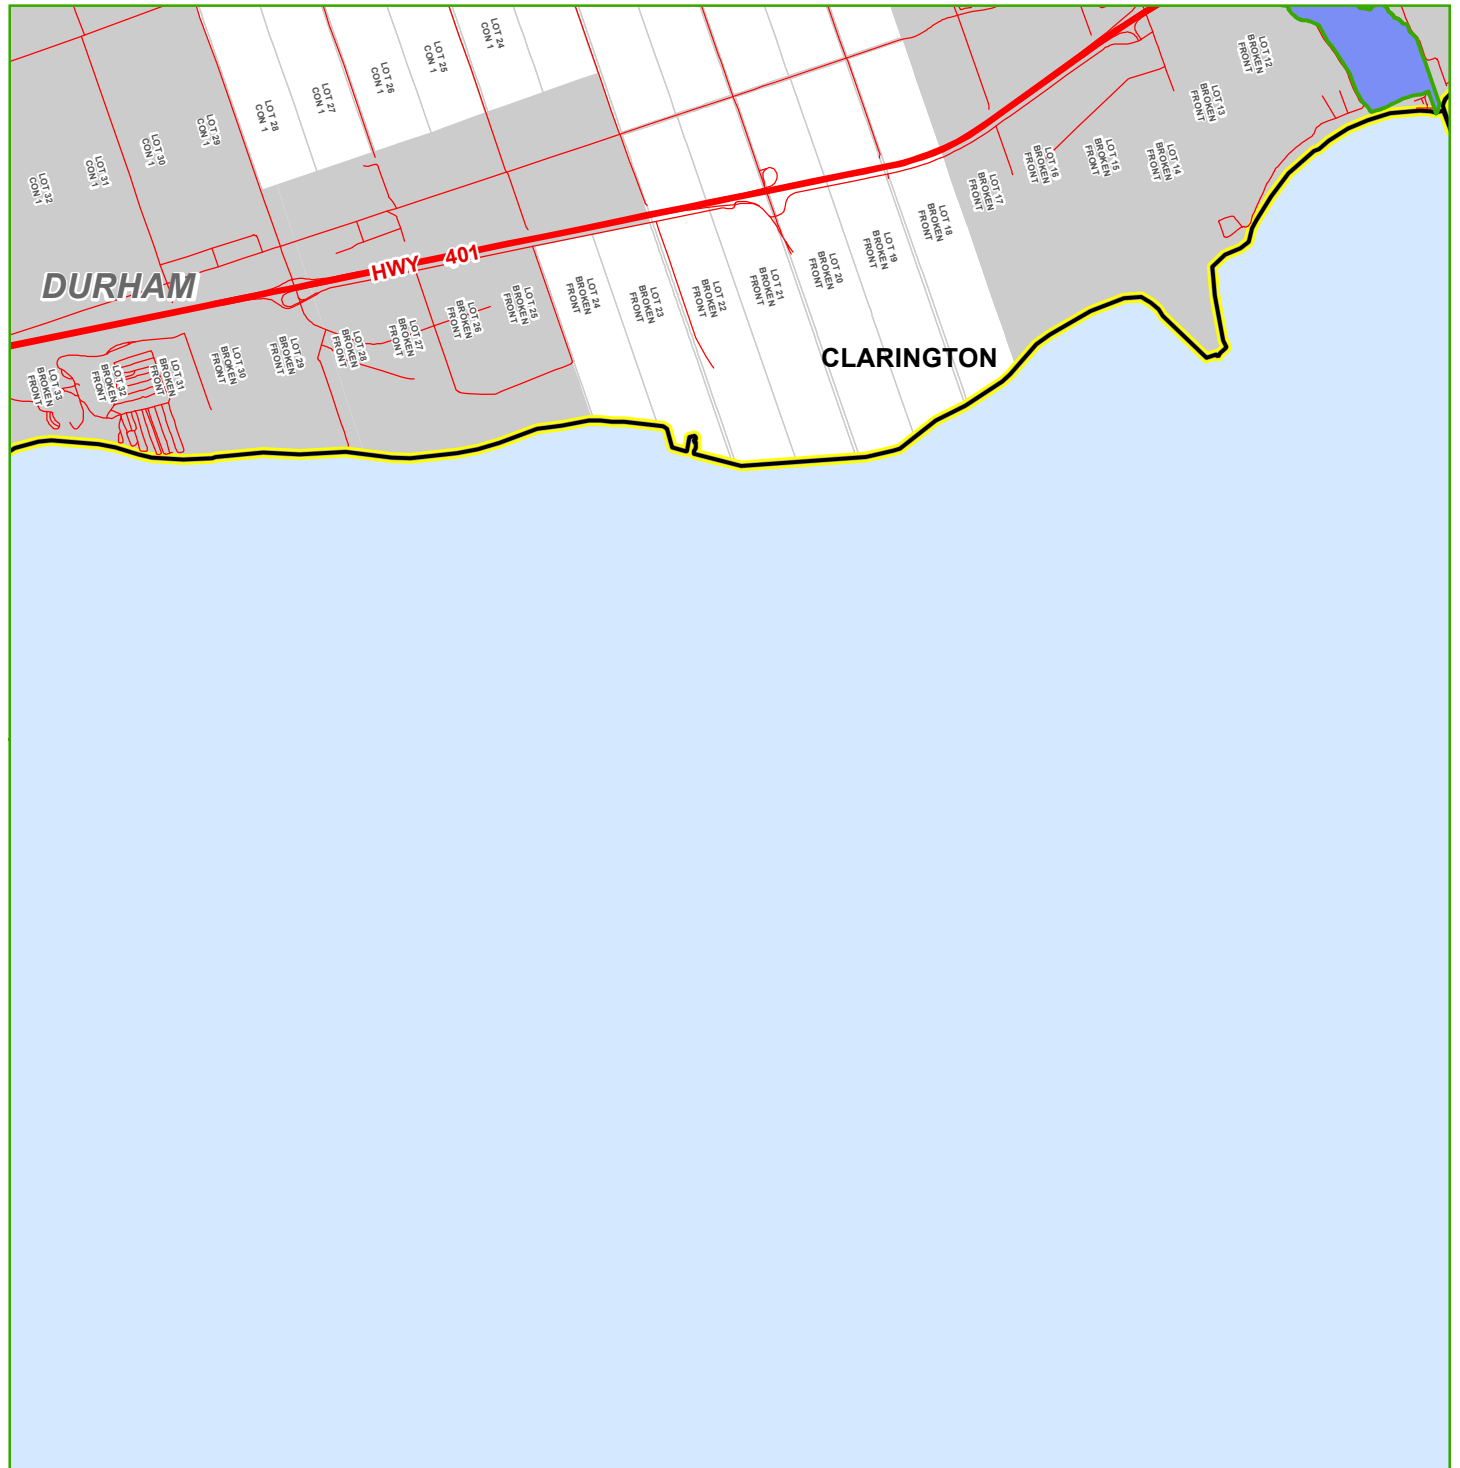 LOT 24
CON 1
LOT 25
CON 1
LOT 26
CON 1
LOT 27
CON 1
LOT 28
CON 1
LOT 29
CON 1
LOT 30
CON 1
LOT 31
CON 1
LOT 32
CON 1
LOT 12
BROKEN
FRONT
LOT 13
BROKEN
FRONT
LOT 14
BROKEN
FRONT
LOT 15
BROKEN
FRONT
LOT 16
BROKEN
FRONT
LOT 17
BROKEN
FRONT
LOT 18
BROKEN
FRONT
LOT 19
BROKEN
FRONT
LOT 20
BROKEN
FRONT
LOT 21
BROKEN
FRONT
LOT 22
BROKEN
FRONT
LOT 23
BROKEN
FRONT
LOT 24
BROKEN
FRONT
LOT 25
BROKEN
FRONT
LOT 26
BROKEN
FRONT
LOT 27
BROKEN
FRONT
LOT 28
BROKEN
FRONT
LOT 29
BROKEN
FRONT
LOT 30
BROKEN
FRONT
LOT 31
BROKEN
FRONT
LOT 32
BROKEN
FRONT
LOT 33
BROKEN
FRONT
HWY 401
DURHAM
CLARINGTON